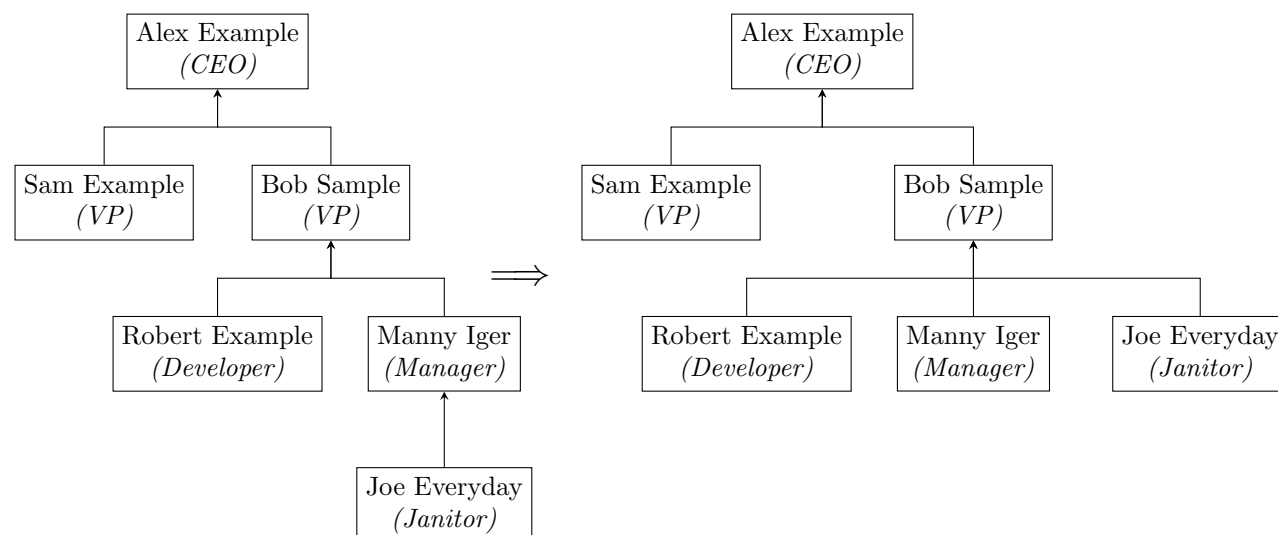 Alex Example
(CEO)
Sam Example
(VP)
Bob Sample
(VP)
Robert Example
(Developer)
Manny Iger
(Manager)
Joe Everyday
(Janitor)
⟹
Alex Example
(CEO)
Sam Example
(VP)
Bob Sample
(VP)
Robert Example
(Developer)
Manny Iger
(Manager)
Joe Everyday
(Janitor)